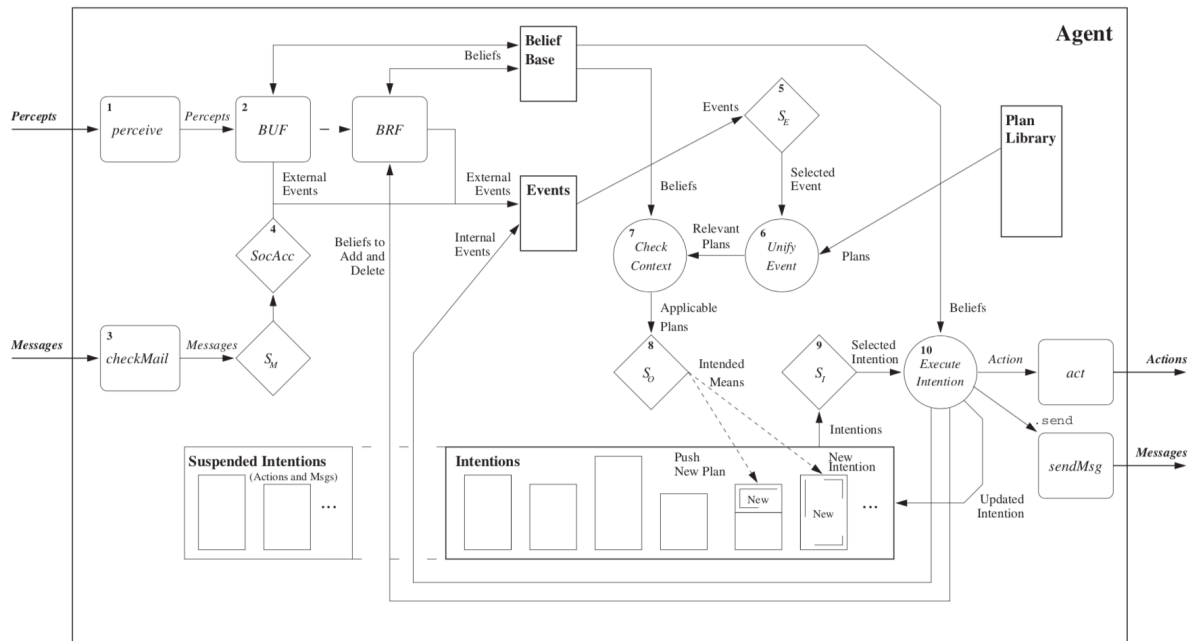 Agent
Belief
Base
Beliefs
5
S_E
Events
Plan
Library
Percepts
1
perceive
Percepts
2
BUF
BRF
External
Events
External
Events
Events
Selected
Event
Beliefs
4
SocAcc
Beliefs to
Add and
Delete
Internal
Events
7
Check
Context
Relevant
Plans
6
Unify
Event
Plans
Applicable
Plans
Beliefs
Messages
3
checkMail
Messages
S_M
8
S_O
Intended
Means
9
S_I
Selected
Intention
10
Execute
Intention
Action
act
Actions
.send
sendMsg
Messages
Intentions
Suspended Intentions
(Actions and Msgs)
...
Intentions
Push
New Plan
New
New
Intention
New
...
Updated
Intention